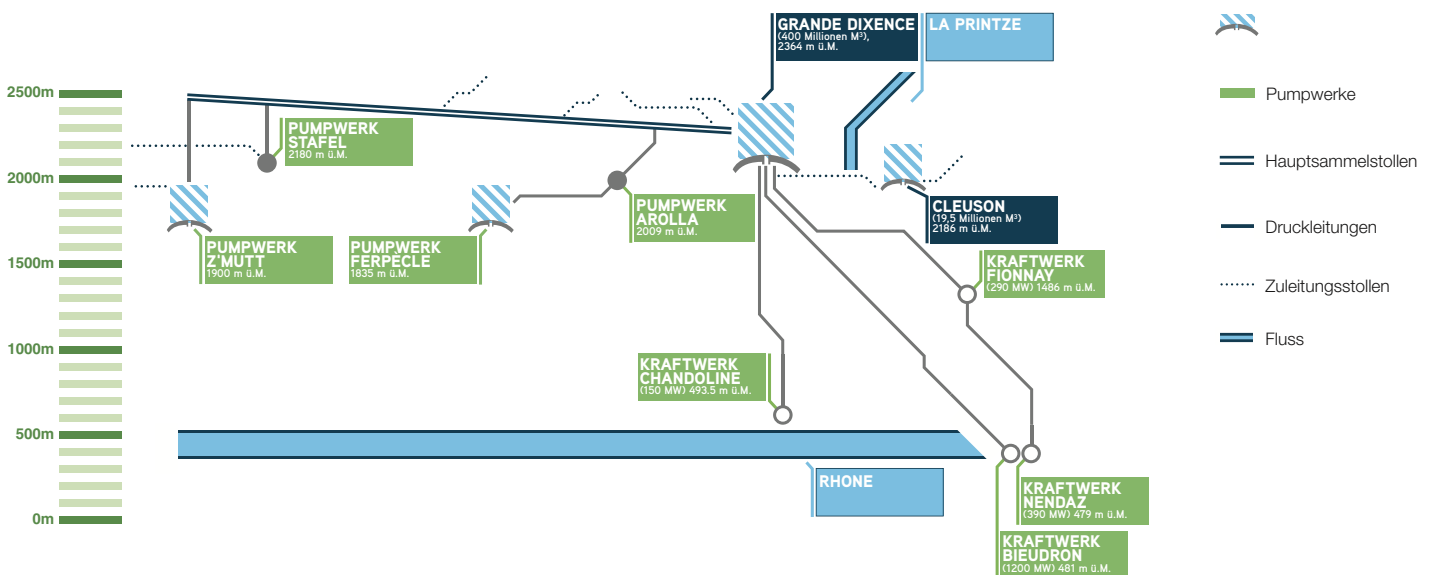 GRANDE DIXENCE
(400 Millionen M³),
2364 m ü.M.
LA PRINTZE
2500m
2000m
1500m
1000m
500m
0m
PUMPWERK
STAFEL
2180 m ü.M.
PUMPWERK
Z'MUTT
1900 m ü.M.
PUMPWERK
FERPÈCLE
1835 m ü.M.
PUMPWERK
AROLLA
2009 m ü.M.
CLEUSON
(19,5 Millionen M³)
2186 m ü.M.
KRAFTWERK
FIONNAY
(290 MW) 1486 m ü.M.
KRAFTWERK
CHANDOLINE
(150 MW) 493.5 m ü.M.
RHONE
KRAFTWERK
NENDAZ
(390 MW) 479 m ü.M.
KRAFTWERK
BIEUDRON
(1200 MW) 481 m ü.M.
Pumpwerke
Hauptsammelstollen
Druckleitungen
Zuleitungsstollen
Fluss